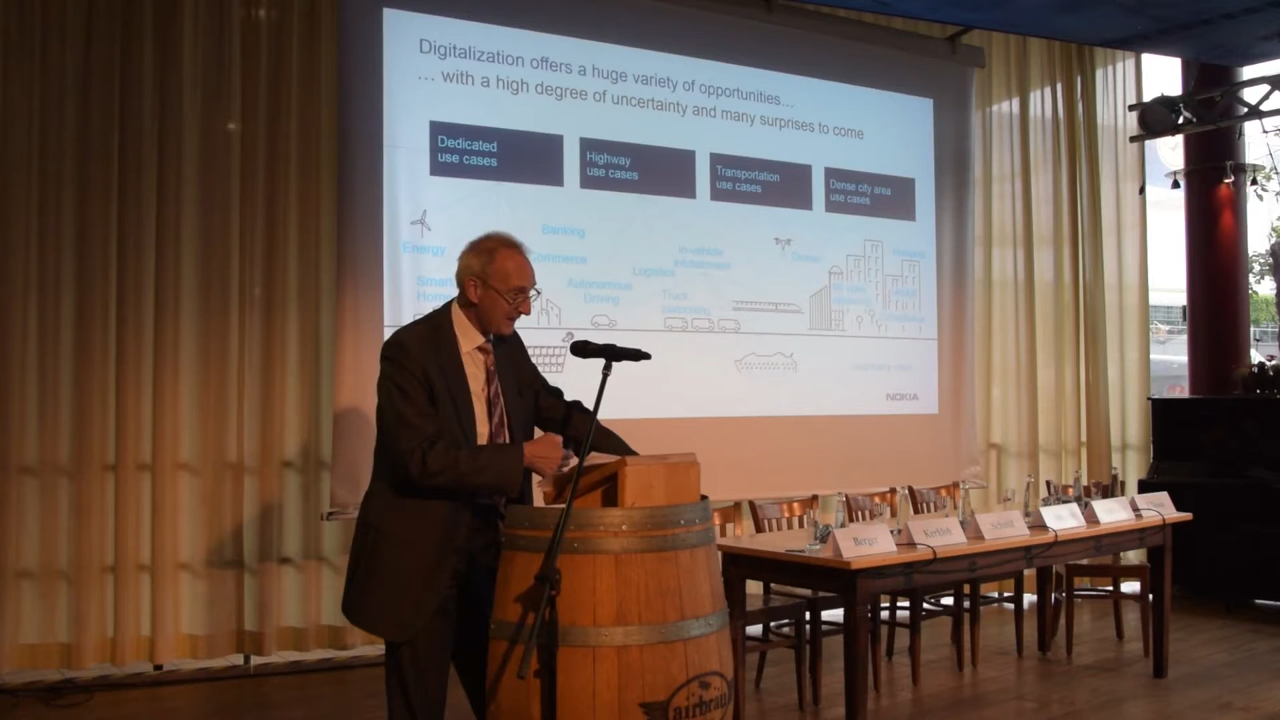 Digitalization offers a huge variety of opportunities…
… with a high degree of uncertainty and many surprises to come
Dedicated
use cases
Highway
use cases
Transportation
use cases
Dense city area
use cases
Energy
Banking
Commerce
Smart
Home
Autonomous
Driving
Logistics
Truck
NOKIA
Berger
airbräu